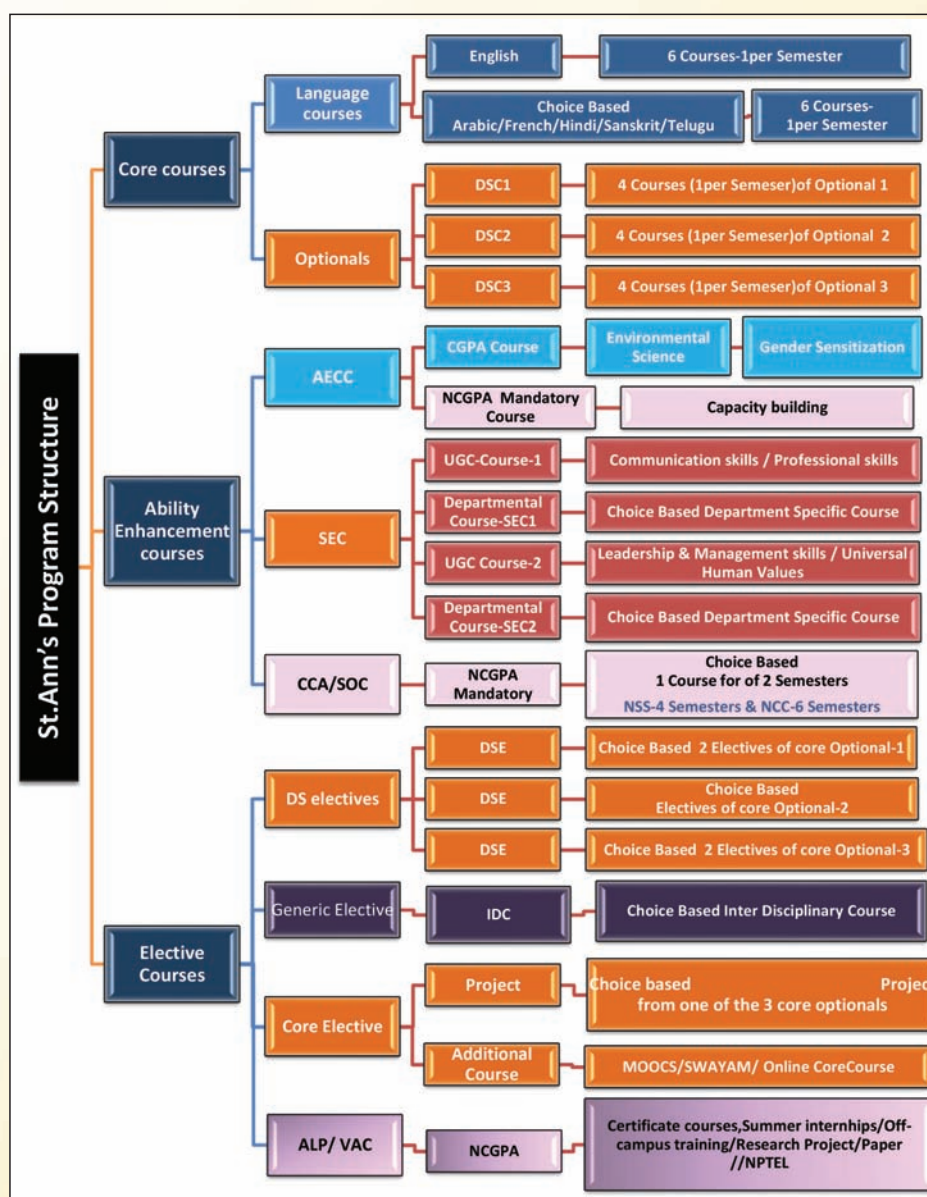 St.Ann's Program Structure
Core courses
Language
courses
English
6 Courses-1per Semester
Choice Based
Arabic/French/Hindi/Sanskrit/Telugu
6 Courses-
1per Semester
Optionals
DSC1
4 Courses (1per Semeser)of Optional 1
DSC2
4 Courses (1per Semeser)of Optional 2
DSC3
4 Courses (1per Semeser)of Optional 3
Ability
Enhancement
courses
AECC
CGPA Course
Environmental
Science
Gender Sensitization
NCGPA Mandatory
Course
Capacity building
SEC
UGC-Course-1
Communication skills / Professional skills
Departmental
Course-SEC1
Choice Based Department Specific Course
UGC Course-2
Leadership & Management skills / Universal
Human Values
Departmental
Course-SEC2
Choice Based Department Specific Course
CCA/SOC
NCGPA
Mandatory
Choice Based
1 Course for of 2 Semesters
NSS-4 Semesters & NCC-6 Semesters
Elective
Courses
DS electives
DSE
Choice Based 2 Electives of core Optional-1
DSE
Choice Based
Electives of core Optional-2
DSE
Choice Based 2 Electives of core Optional-3
Generic Elective
IDC
Choice Based Inter Disciplinary Course
Core Elective
Project
Choice based Project
from one of the 3 core optionals
Additional
Course
MOOCS/SWAYAM/ Online CoreCourse
ALP/ VAC
NCGPA
Certificate courses,Summer internhips/Off-
campus training/Research Project/Paper
//NPTEL